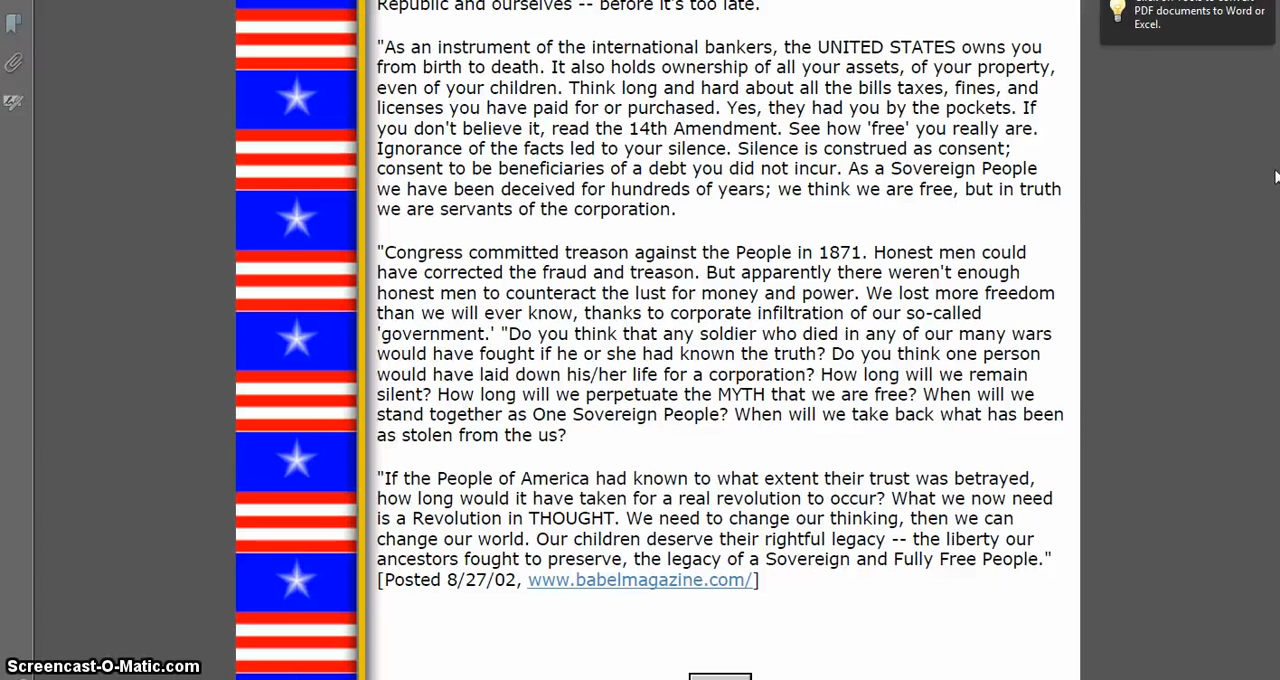 Republic and ourselves -- before it's too late.
PDF documents to Word or
Excel.
"As an instrument of the international bankers, the UNITED STATES owns you
from birth to death. It also holds ownership of all your assets, of your property,
even of your children. Think long and hard about all the bills taxes, fines, and
licenses you have paid for or purchased. Yes, they had you by the pockets. If
you don't believe it, read the 14th Amendment. See how 'free' you really are.
Ignorance of the facts led to your silence. Silence is construed as consent;
consent to be beneficiaries of a debt you did not incur. As a Sovereign People
we have been deceived for hundreds of years; we think we are free, but in truth
we are servants of the corporation.
"Congress committed treason against the People in 1871. Honest men could
have corrected the fraud and treason. But apparently there weren't enough
honest men to counteract the lust for money and power. We lost more freedom
than we will ever know, thanks to corporate infiltration of our so-called
'government.' "Do you think that any soldier who died in any of our many wars
would have fought if he or she had known the truth? Do you think one person
would have laid down his/her life for a corporation? How long will we remain
silent? How long will we perpetuate the MYTH that we are free? When will we
stand together as One Sovereign People? When will we take back what has been
as stolen from the us?
"If the People of America had known to what extent their trust was betrayed,
how long would it have taken for a real revolution to occur? What we now need
is a Revolution in THOUGHT. We need to change our thinking, then we can
change our world. Our children deserve their rightful legacy -- the liberty our
ancestors fought to preserve, the legacy of a Sovereign and Fully Free People."
[Posted 8/27/02, www.babelmagazine.com/]
Screencast-O-Matic.com